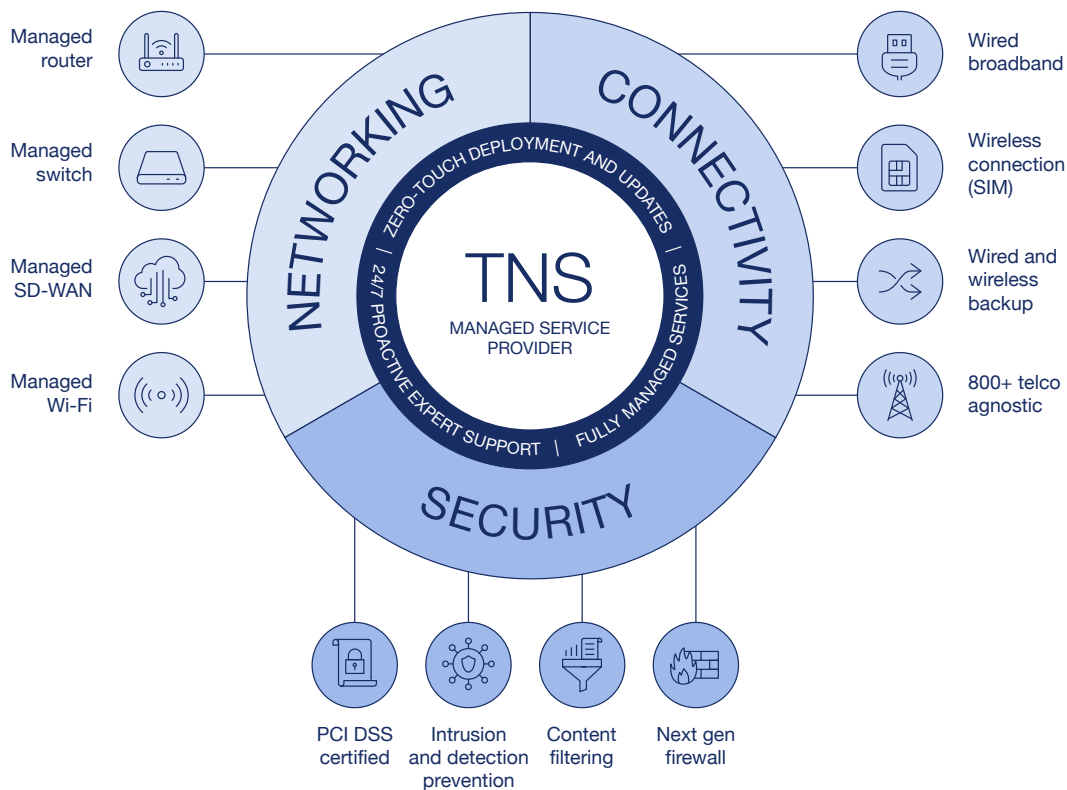 Managed
router
Managed
switch
Managed
SD-WAN
Managed
Wi-Fi
NETWORKING
CONNECTIVITY
SECURITY
ZERO-TOUCH DEPLOYMENT AND UPDATES |
FULLY MANAGED SERVICES |
24/7 PROACTIVE EXPERT SUPPORT |
TNS
MANAGED SERVICE
PROVIDER
Wired
broadband
Wireless
connection
(SIM)
Wired and
wireless
backup
800+ telco
agnostic
PCI DSS
certified
Intrusion
and detection
prevention
Content
filtering
Next gen
firewall